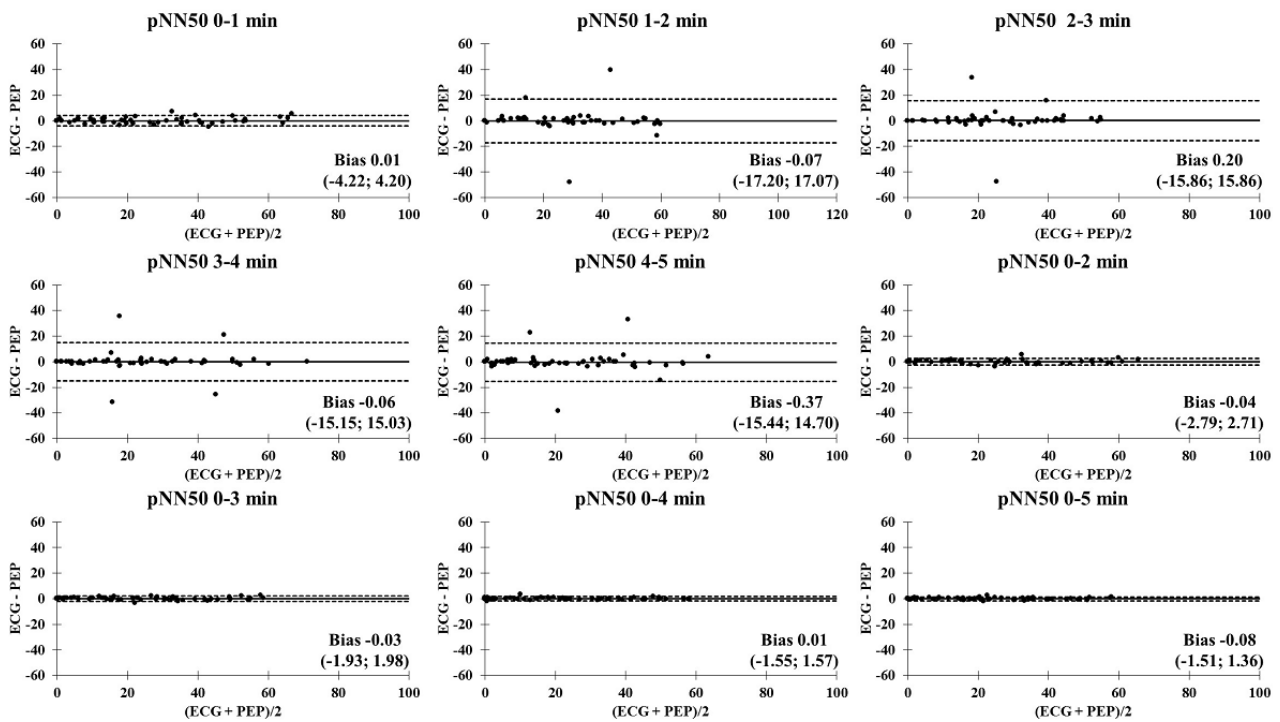 pNN50 0-1 min
60
40
20
0
-20
-40
-60
ECG - PEP
0 20 40 60 80 100
(ECG + PEP)/2
Bias 0.01
(-4.22; 4.20)
pNN50 1-2 min
60
40
20
0
-20
-40
-60
ECG - PEP
0 20 40 60 80 100 120
(ECG + PEP)/2
Bias -0.07
(-17.20; 17.07)
pNN50 2-3 min
60
40
20
0
-20
-40
-60
ECG - PEP
0 20 40 60 80 100
(ECG + PEP)/2
Bias 0.20
(-15.86; 15.86)
pNN50 3-4 min
60
40
20
0
-20
-40
-60
ECG - PEP
0 20 40 60 80 100
(ECG + PEP)/2
Bias -0.06
(-15.15; 15.03)
pNN50 4-5 min
60
40
20
0
-20
-40
-60
ECG - PEP
0 20 40 60 80 100
(ECG + PEP)/2
Bias -0.37
(-15.44; 14.70)
pNN50 0-2 min
60
40
20
0
-20
-40
-60
ECG - PEP
0 20 40 60 80 100
(ECG + PEP)/2
Bias -0.04
(-2.79; 2.71)
pNN50 0-3 min
60
40
20
0
-20
-40
-60
ECG - PEP
0 20 40 60 80 100
(ECG + PEP)/2
Bias -0.03
(-1.93; 1.98)
pNN50 0-4 min
60
40
20
0
-20
-40
-60
ECG - PEP
0 20 40 60 80 100
(ECG + PEP)/2
Bias 0.01
(-1.55; 1.57)
pNN50 0-5 min
60
40
20
0
-20
-40
-60
ECG - PEP
0 20 40 60 80 100
(ECG + PEP)/2
Bias -0.08
(-1.51; 1.36)